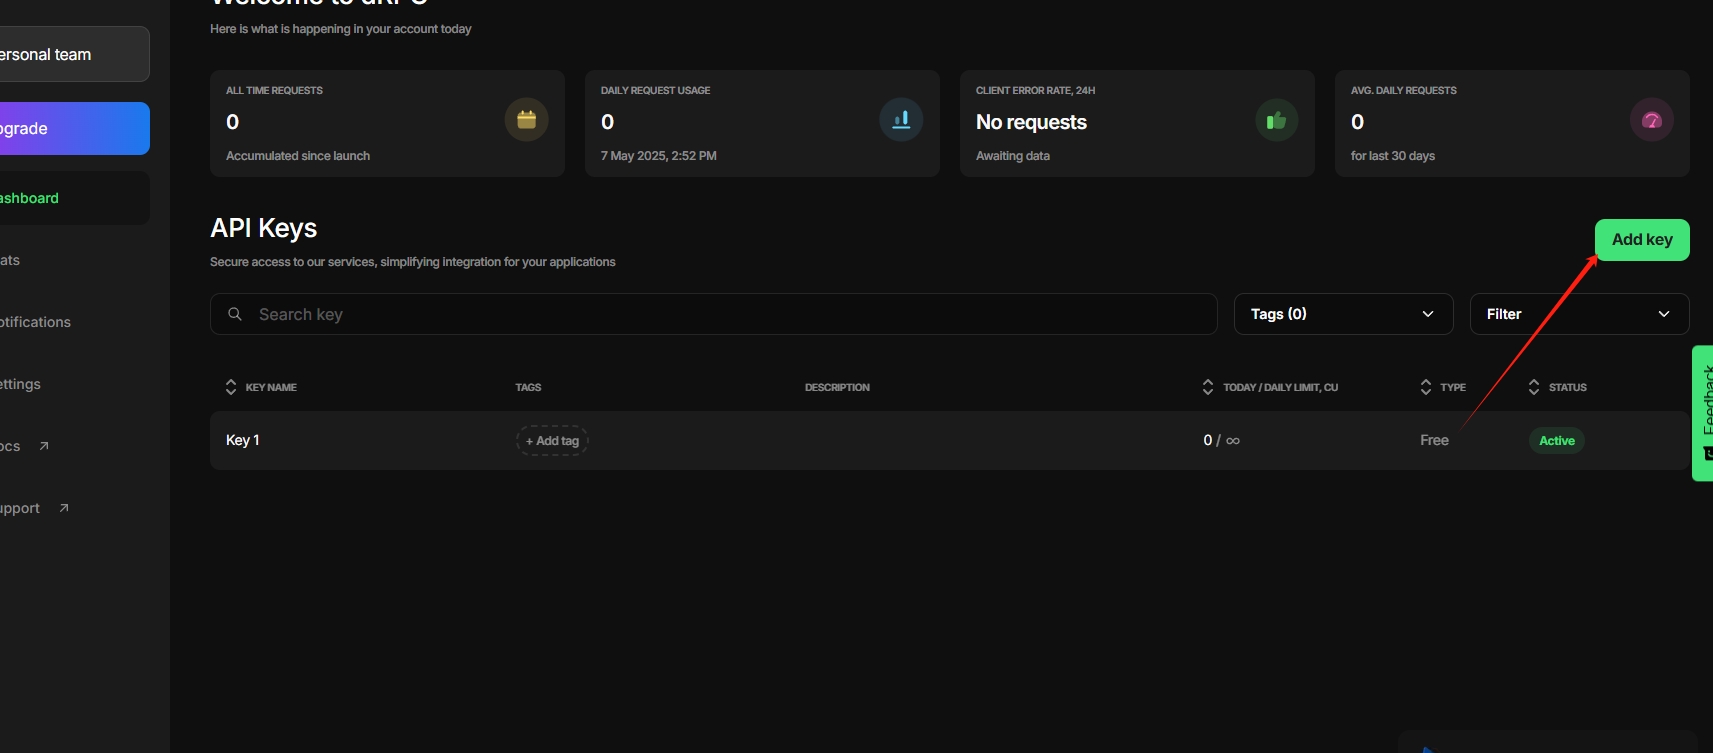 Welcome to dRPC
Here is what is happening in your account today
ersonal team
ograde
ashboard
ats
otifications
ettings
ocs
upport
ALL TIME REQUESTS
0
Accumulated since launch
DAILY REQUEST USAGE
0
7 May 2025, 2:52 PM
CLIENT ERROR RATE, 24H
No requests
Awaiting data
AVG. DAILY REQUESTS
0
for last 30 days
API Keys
Add key
Secure access to our services, simplifying integration for your applications
Search key
Tags (0)
Filter
KEY NAME TAGS DESCRIPTION TODAY / DAILY LIMIT, CU TYPE STATUS
Key 1 + Add tag 0 / ∞ Free Active
Feedback